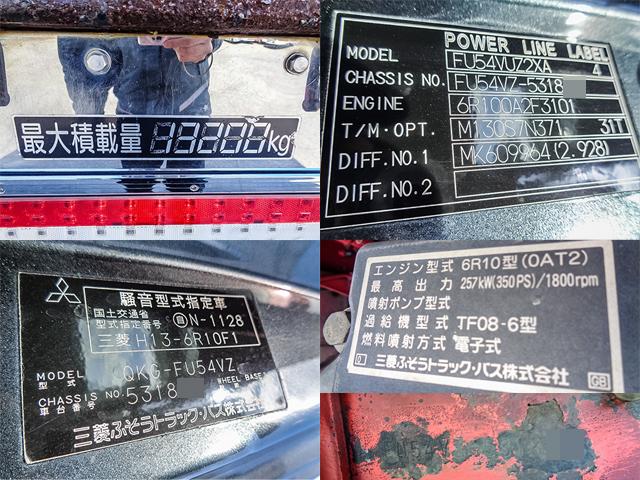 最大積載量 kg
POWER LINE LABEL
MODEL FU54VU72XA 4
CHASSIS NO. FU54VZ-5318
ENGINE 6R100A2F3101
T/M·OPT. M130S7N371 31T
DIFF.NO.1 MK609964(2.928)
DIFF.NO.2
騒音型式指定車
国土交通省
型式指定番号 N-1128
三菱 H13-6R10F1
MODEL QKG-FU54VZ
型式
CHASSIS NO. 5318 WHEEL BASE
車台番号
三菱ふそうトラック・バス株式会社
エンジン型式 6R10型(0AT2)
最高出力 257kW(350PS)/1800rpm
噴射ポンプ型式
過給機型式 TF08-6型
燃料噴射方式 電子式
三菱ふそうトラック・バス株式会社
GB